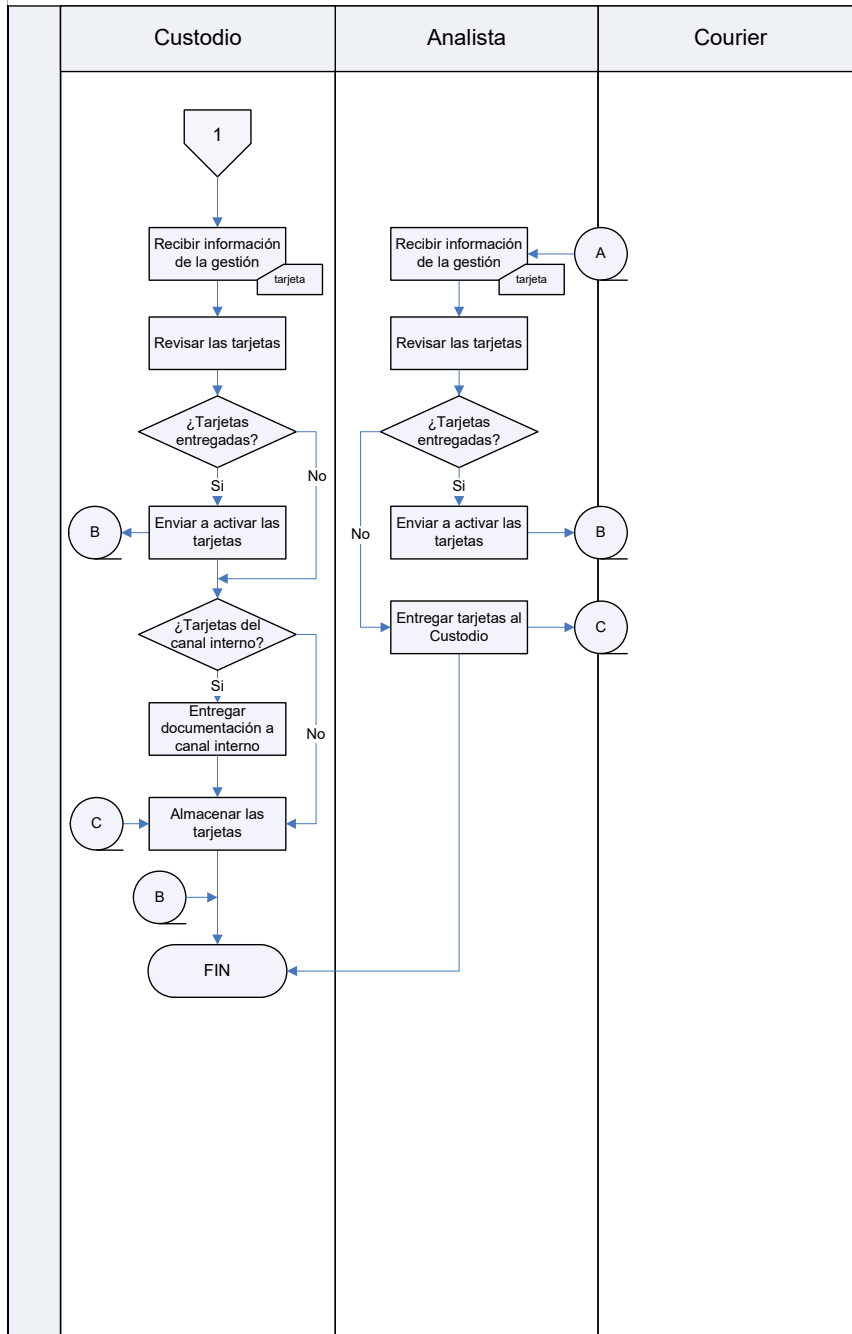 Custodio
Analista
Courier
1
Recibir información
de la gestión
tarjeta
Recibir información
de la gestión
tarjeta
A
Revisar las tarjetas
Revisar las tarjetas
¿Tarjetas
entregadas?
¿Tarjetas
entregadas?
Si
No
Si
No
B
Enviar a activar las
tarjetas
Enviar a activar las
tarjetas
B
¿Tarjetas del
canal interno?
Entregar tarjetas al
Custodio
C
Si
No
Entregar
documentación a
canal interno
C
Almacenar las
tarjetas
B
FIN